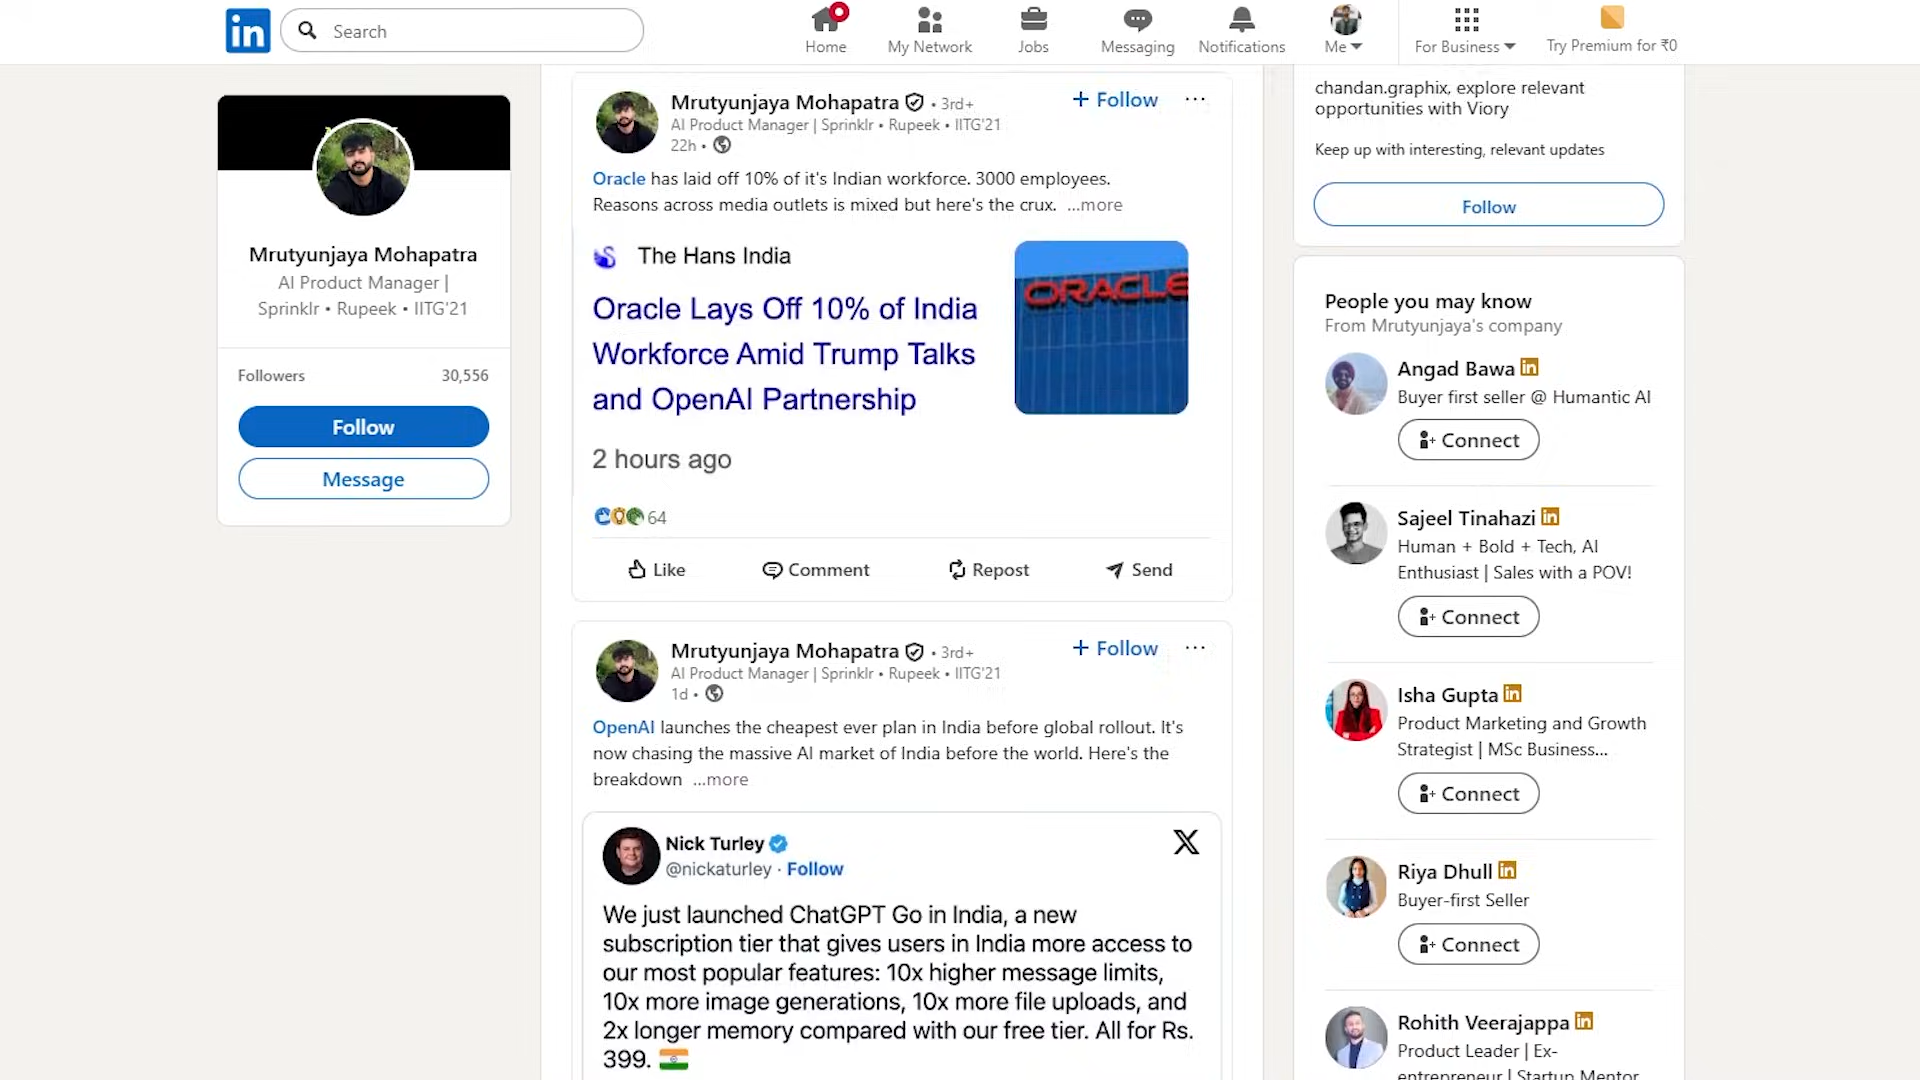 in
Search
Home
My Network
Jobs
Messaging
Notifications
Me
For Business
Try Premium for ₹0
Mrutyunjaya Mohapatra
AI Product Manager |
Sprinklr • Rupeek • IITG'21
Followers 30,556
Follow
Message
Mrutyunjaya Mohapatra • 3rd+
+ Follow
AI Product Manager | Sprinklr • Rupeek • IITG'21
22h •
Oracle has laid off 10% of it's Indian workforce. 3000 employees.
Reasons across media outlets is mixed but here's the crux. ...more
The Hans India
Oracle Lays Off 10% of India
Workforce Amid Trump Talks
and OpenAI Partnership
2 hours ago
ORACLE
64
Like
Comment
Repost
Send
Mrutyunjaya Mohapatra • 3rd+
+ Follow
AI Product Manager | Sprinklr • Rupeek • IITG'21
1d •
OpenAI launches the cheapest ever plan in India before global rollout. It's
now chasing the massive AI market of India before the world. Here's the
breakdown ...more
Nick Turley
X
@nickaturley · Follow
We just launched ChatGPT Go in India, a new
subscription tier that gives users in India more access to
our most popular features: 10x higher message limits,
10x more image generations, 10x more file uploads, and
2x longer memory compared with our free tier. All for Rs.
399.
chandan.graphix, explore relevant
opportunities with Viory
Keep up with interesting, relevant updates
Follow
People you may know
From Mrutyunjaya's company
Angad Bawa in
Buyer first seller @ Humantic AI
Connect
Sajeel Tinahazi in
Human + Bold + Tech, AI
Enthusiast | Sales with a POV!
Connect
Isha Gupta in
Product Marketing and Growth
Strategist | MSc Business...
Connect
Riya Dhull in
Buyer-first Seller
Connect
Rohith Veerajappa in
Product Leader | Ex-
entrepreneur | Startup Mentor